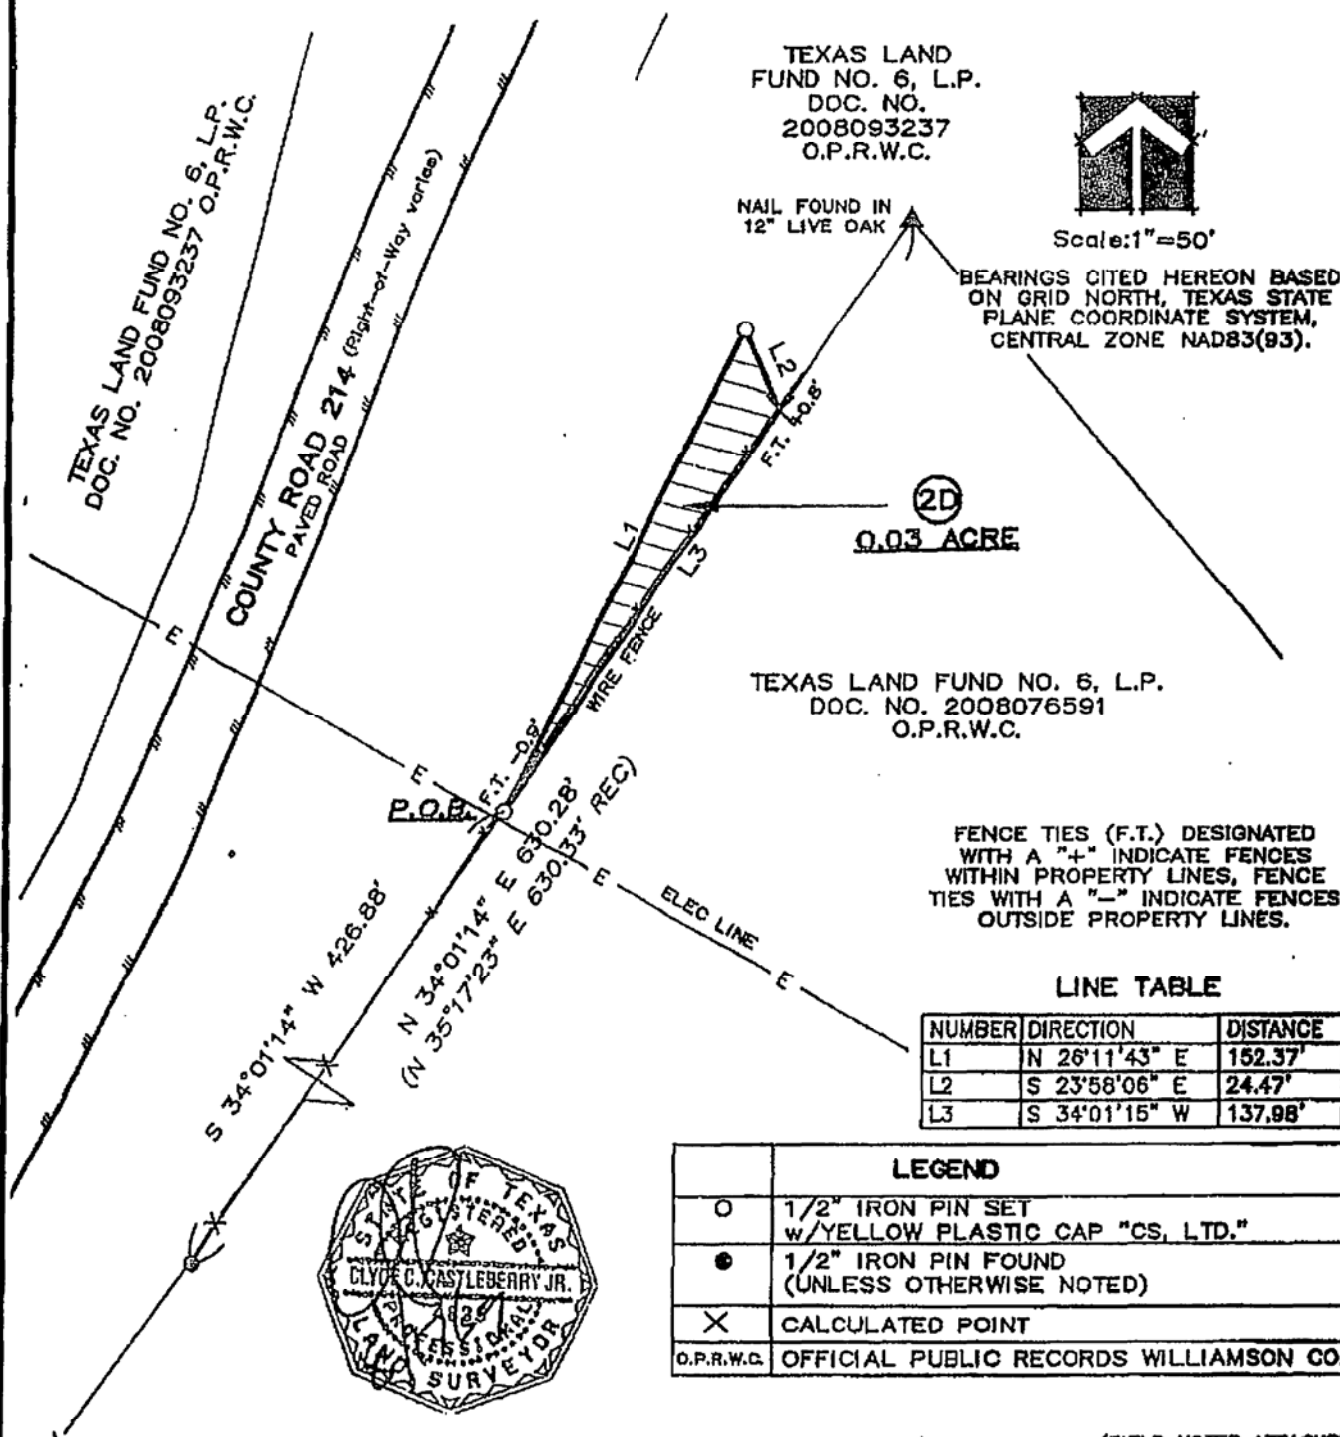 TEXAS LAND
FUND NO. 6, L.P.
DOC. NO.
2008093237
O.P.R.W.C.
Scale:1"=50'
NAIL FOUND IN
12" LIVE OAK
BEARINGS CITED HEREON BASED
ON GRID NORTH, TEXAS STATE
PLANE COORDINATE SYSTEM,
CENTRAL ZONE NAD83(93).
TEXAS LAND FUND NO. 6, L.P.
DOC. NO. 2008093237 O.P.R.W.C.
COUNTY ROAD 214 (Right-of-Way varies)
PAVED ROAD
L2
F.T. +0.8'
L1
L3
2D
0.03 ACRE
WIRE FENCE
E
TEXAS LAND FUND NO. 6, L.P.
DOC. NO. 2008076591
O.P.R.W.C.
E
F.T. -0.9'
P.O.B.
N 34°01'14" E 630.28'
(N 35°17'23" E 630.33' REC)
E
ELEC LINE
E
S 34°01'14" W 426.88'
FENCE TIES (F.T.) DESIGNATED
WITH A "+" INDICATE FENCES
WITHIN PROPERTY LINES, FENCE
TIES WITH A "-" INDICATE FENCES
OUTSIDE PROPERTY LINES.
LINE TABLE
NUMBER DIRECTION DISTANCE
L1 N 26°11'43" E 152.37'
L2 S 23°58'06" E 24.47'
L3 S 34°01'15" W 137.98'
LEGEND
1/2" IRON PIN SET
w/YELLOW PLASTIC CAP "CS, LTD."
1/2" IRON PIN FOUND
(UNLESS OTHERWISE NOTED)
CALCULATED POINT
O.P.R.W.C. OFFICIAL PUBLIC RECORDS WILLIAMSON CO
STATE OF TEXAS
REGISTERED
CLYDE C. CASTLEBERRY JR.
PROFESSIONAL
LAND SURVEYOR